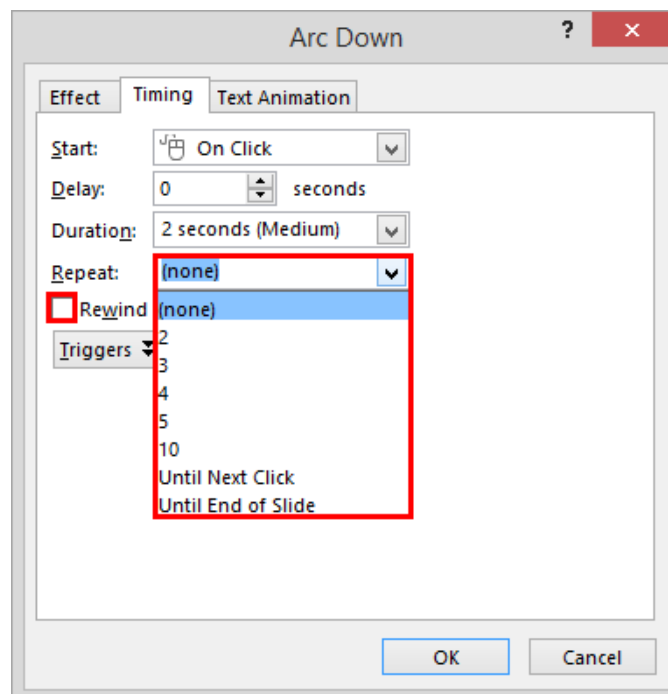 Arc Down ?
Effect Timing Text Animation
Start: On Click
Delay: 0 seconds
Duration: 2 seconds (Medium)
Repeat: (none)
Rewind (none)
Triggers 2
3
4
5
10
Until Next Click
Until End of Slide
OK Cancel